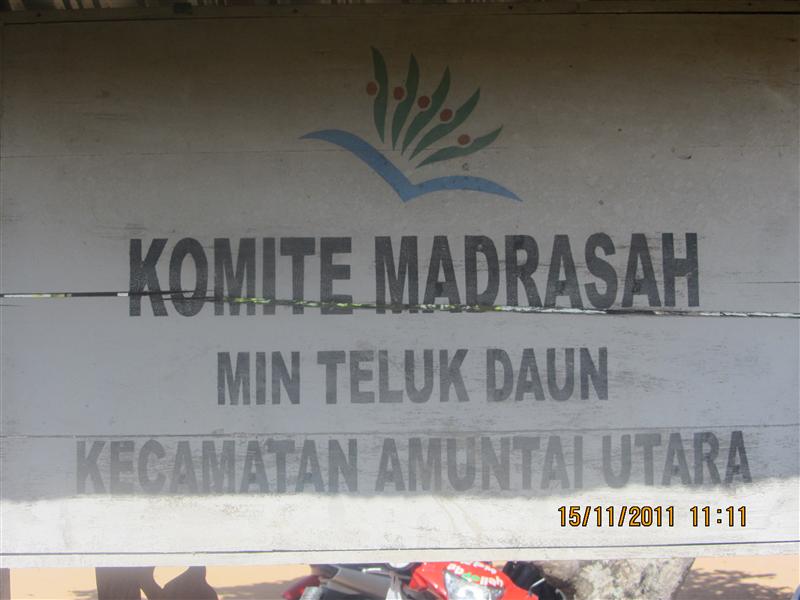 KOMITE MADRASAH
MIN TELUK DAUN
KECAMATAN AMUNTAI UTARA
15/11/2011 11:11